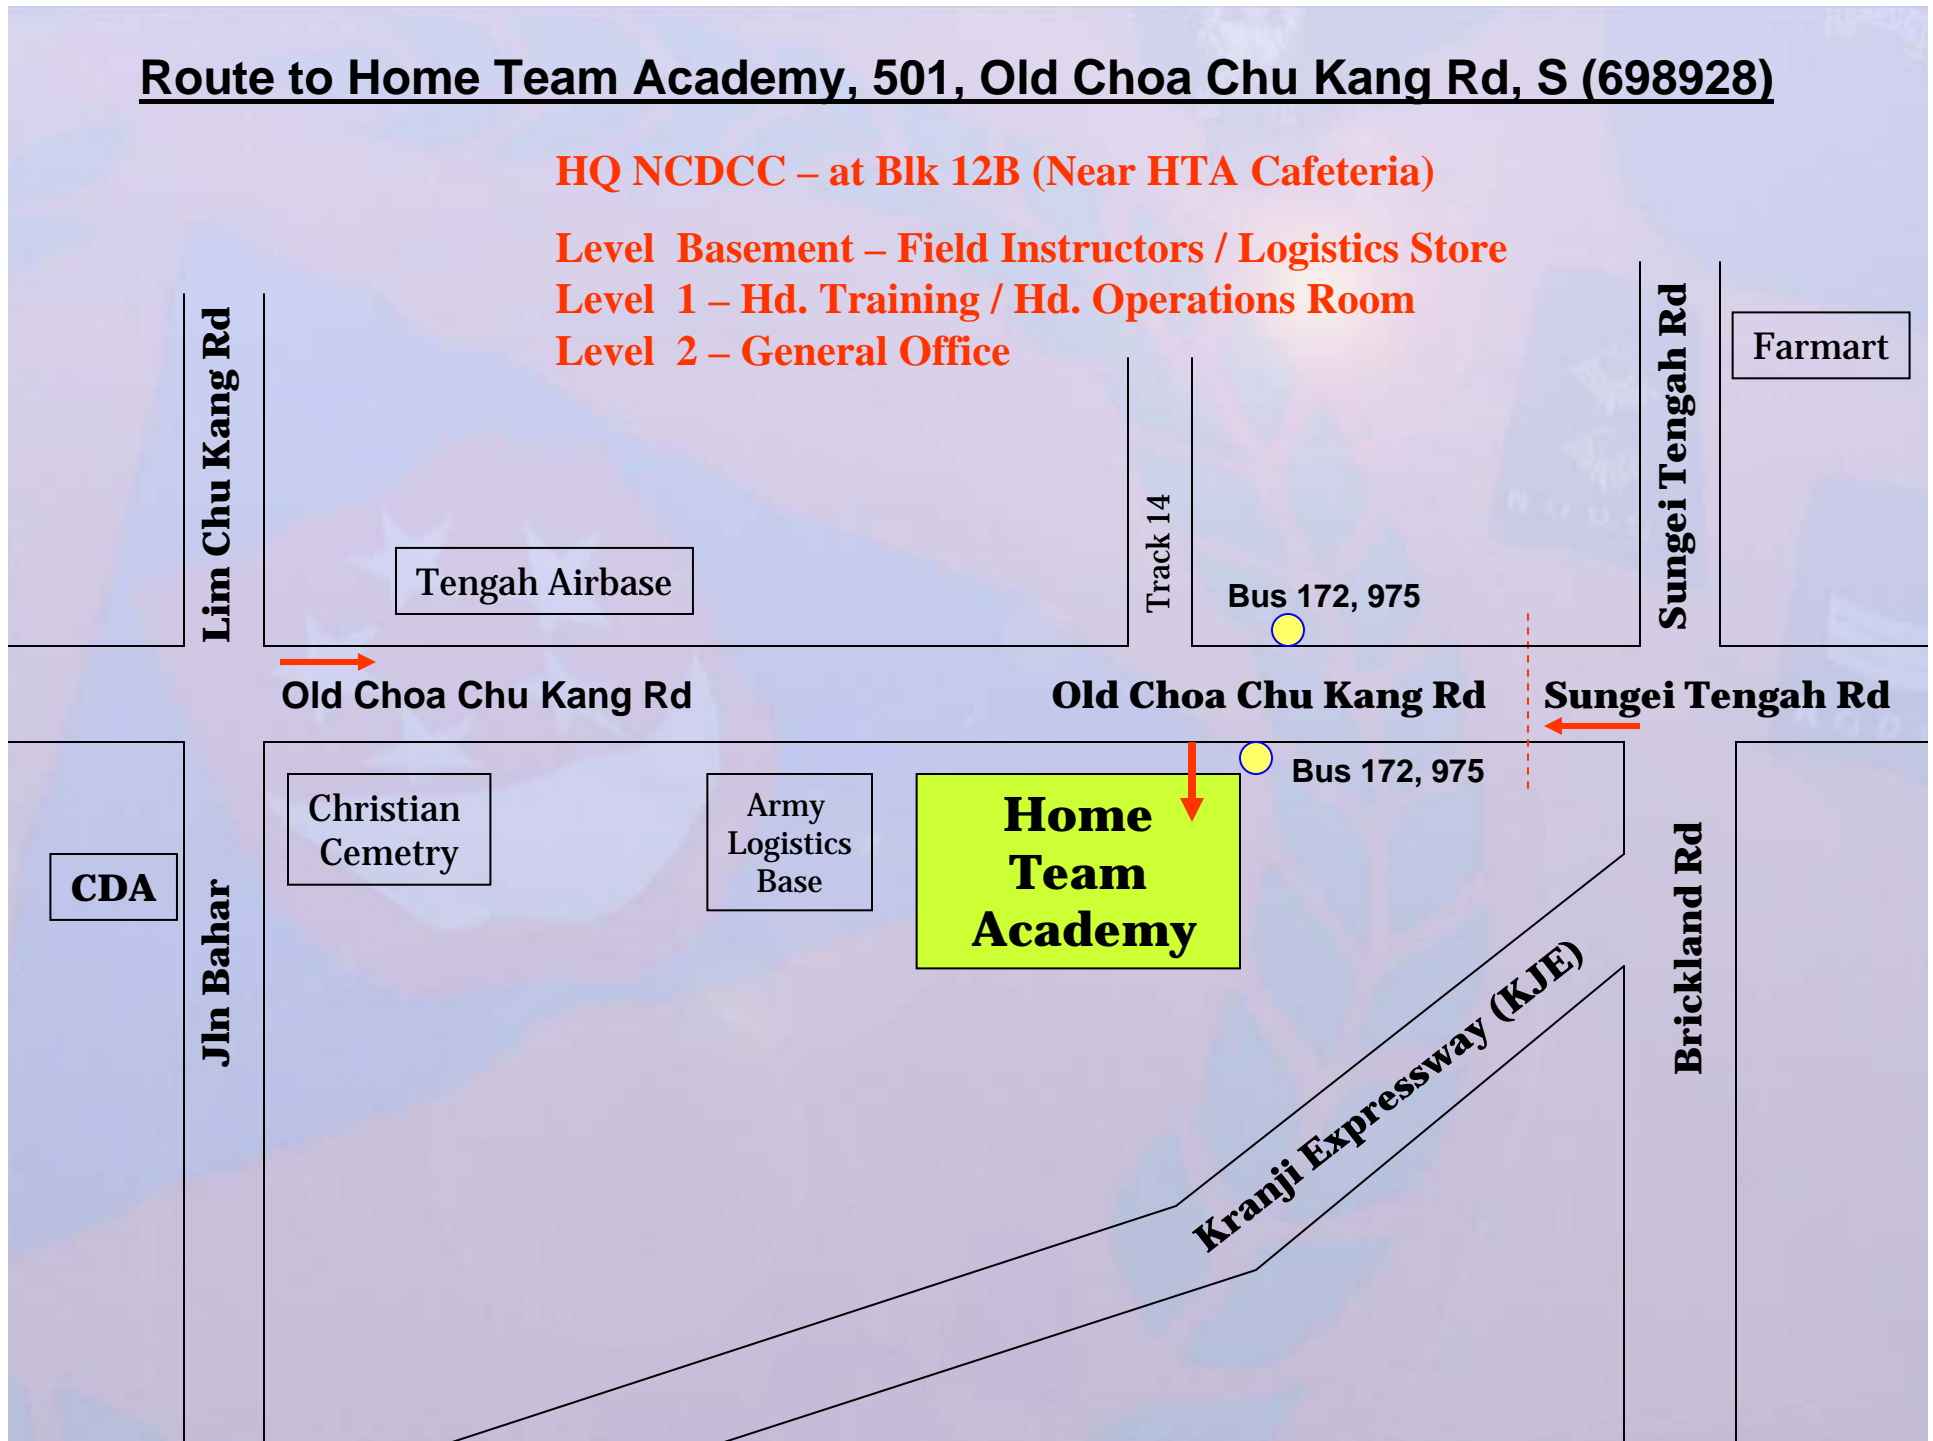 Route to Home Team Academy, 501, Old Choa Chu Kang Rd, S (698928)
HQ NCDCC – at Blk 12B (Near HTA Cafeteria)
Level Basement – Field Instructors / Logistics Store
Level 1 – Hd. Training / Hd. Operations Room
Level 2 – General Office
Lim Chu Kang Rd
Sungei Tengah Rd
Farmart
Tengah Airbase
Track 14
Bus 172, 975
Old Choa Chu Kang Rd
Old Choa Chu Kang Rd
Sungei Tengah Rd
Bus 172, 975
Christian
Cemetry
Army
Logistics
Base
Home
Team
Academy
CDA
Jln Bahar
Brickland Rd
Kranji Expressway (KJE)